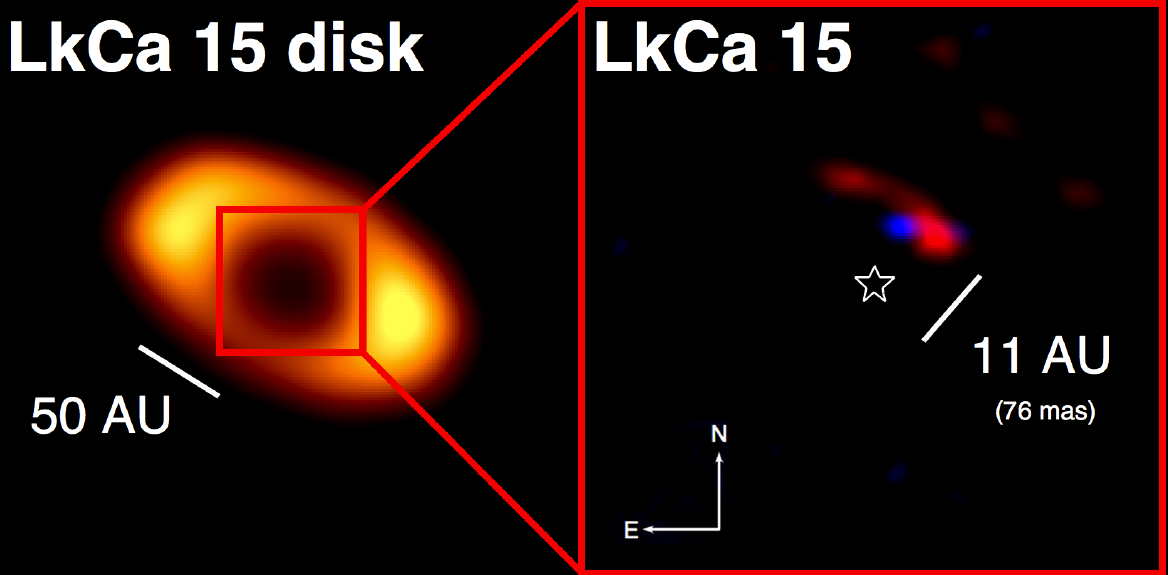 LkCa 15 disk
50 AU
LkCa 15
11 AU
(76 mas)
N
E